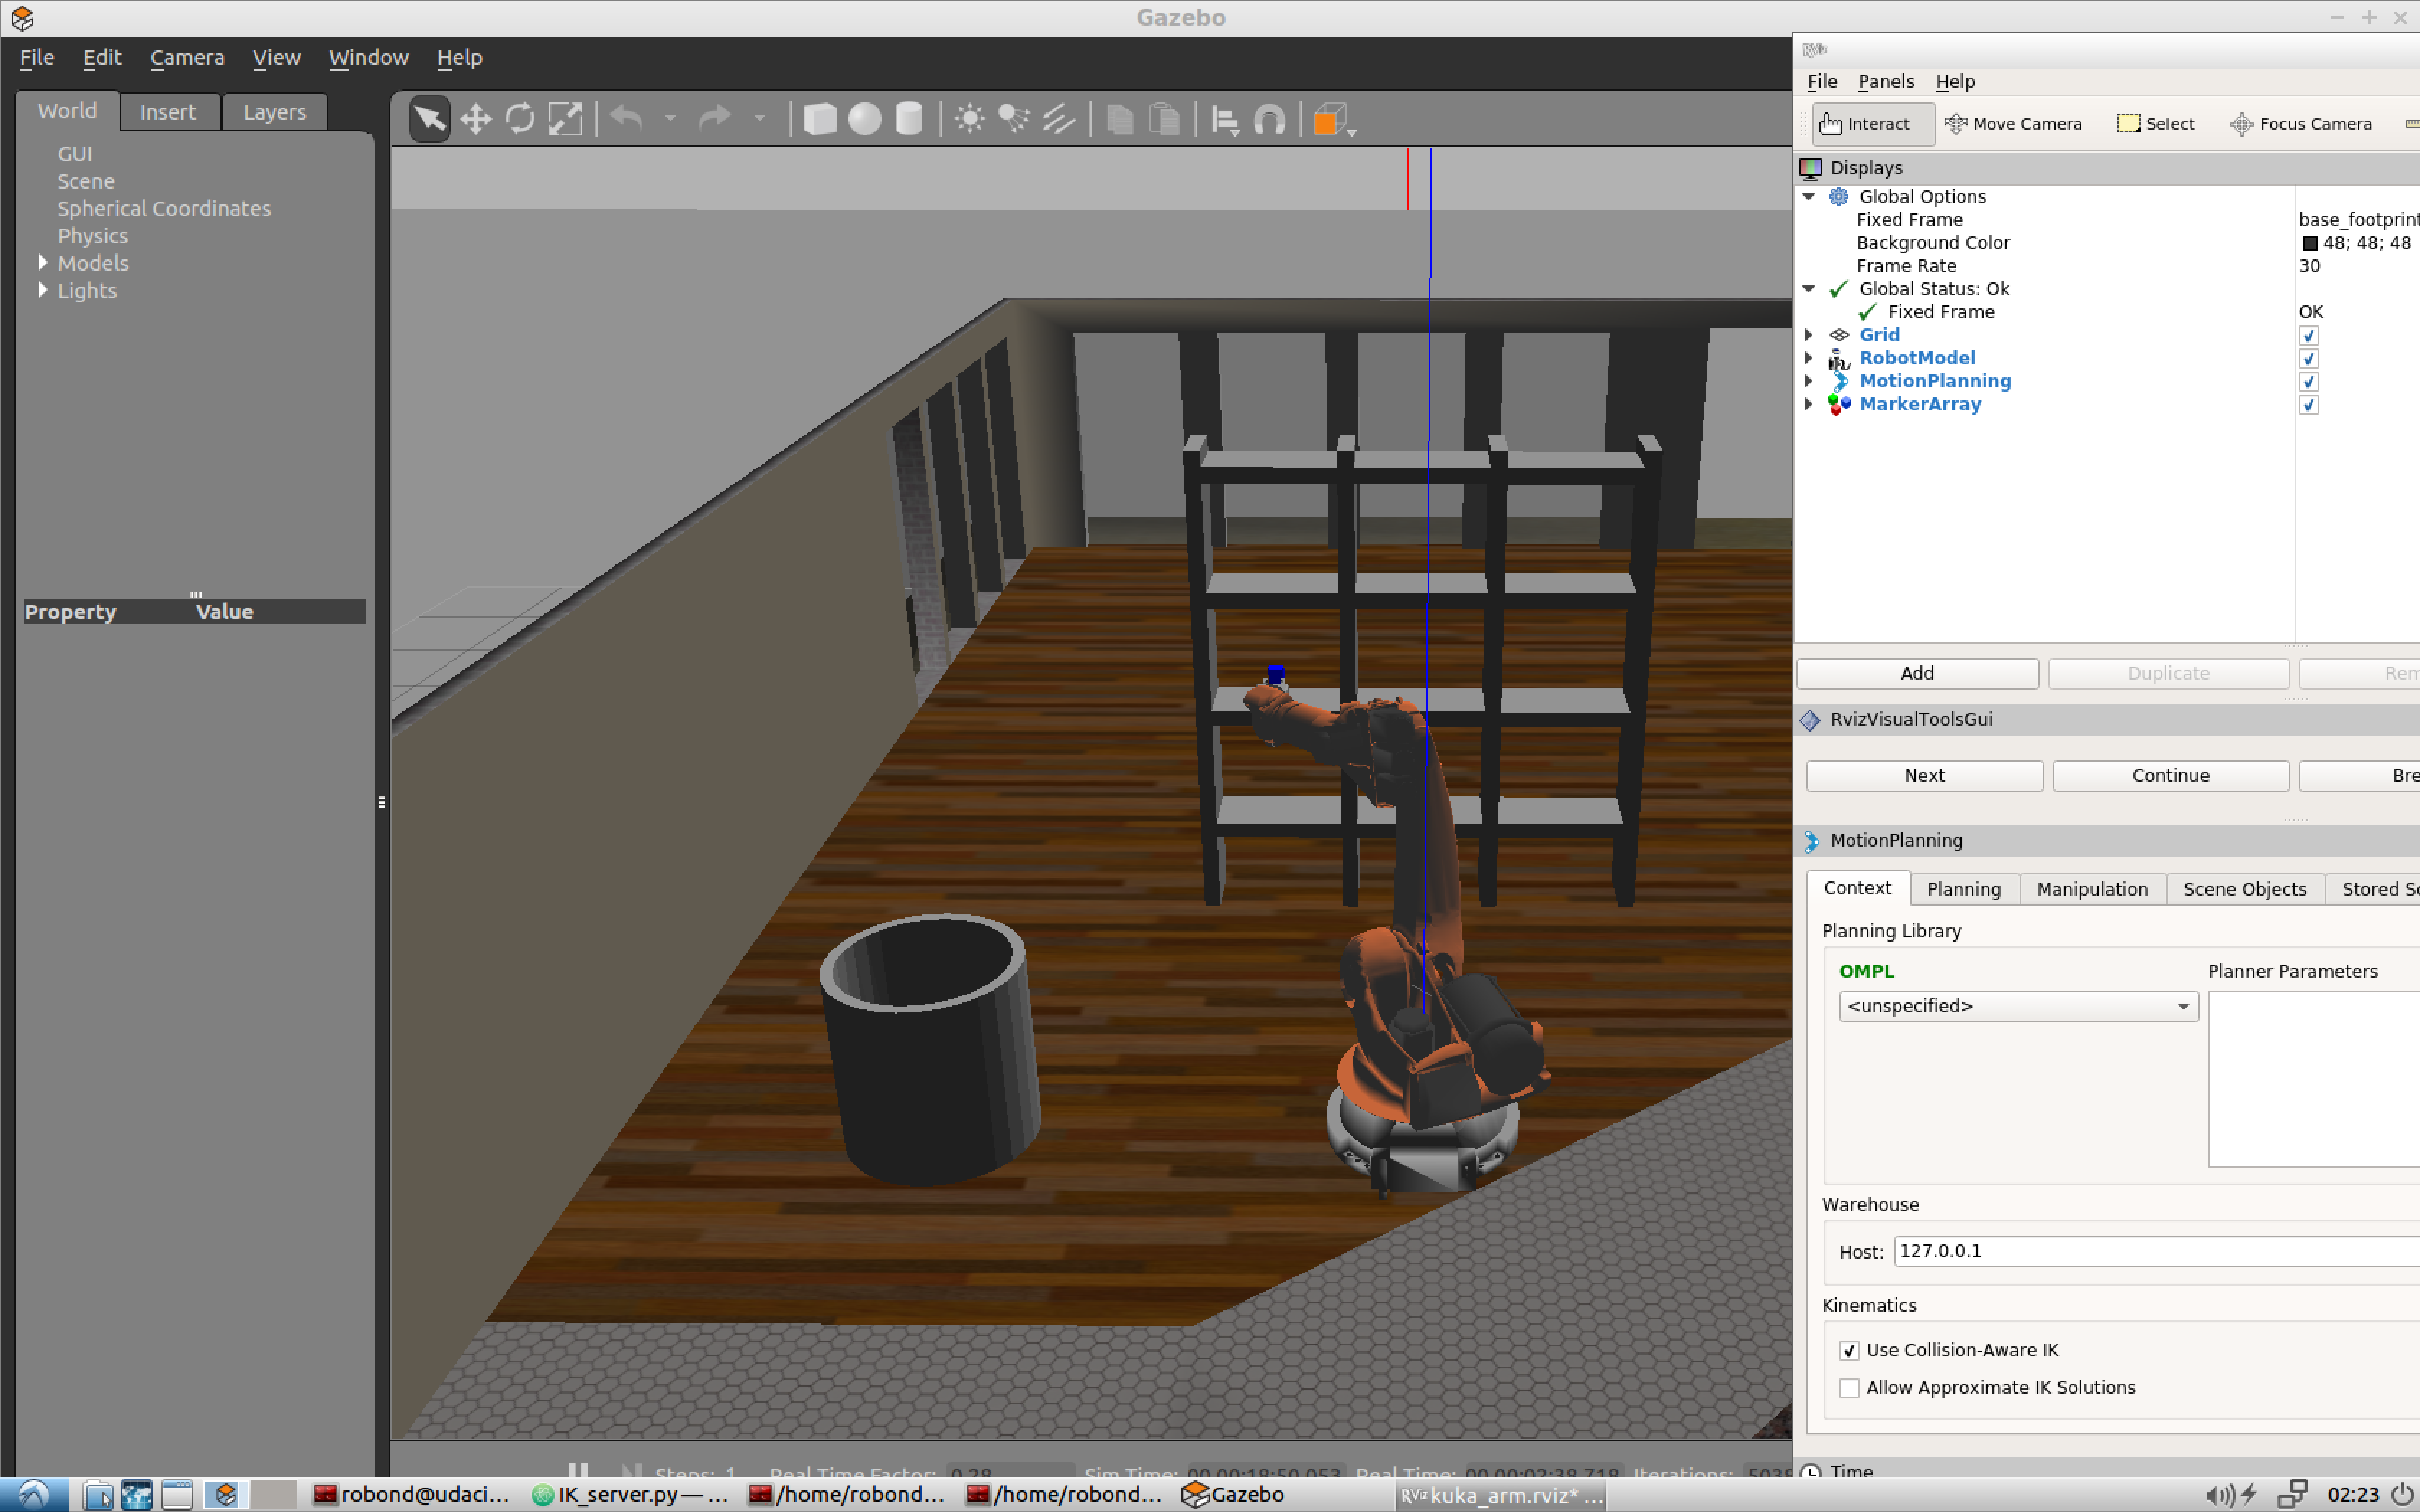 Gazebo
File Edit Camera View Window Help
World Insert Layers
GUI
Scene
Spherical Coordinates
Physics
Models
Lights
Property Value
RViz
File Panels Help
Interact Move Camera Select Focus Camera
Displays
Global Options
Fixed Frame base_footprint
Background Color 48; 48; 48
Frame Rate 30
Global Status: Ok
Fixed Frame OK
Grid
RobotModel
MotionPlanning
MarkerArray
Add Duplicate Rem
RvizVisualToolsGui
Next Continue Bre
MotionPlanning
Context Planning Manipulation Scene Objects Stored Sc
Planning Library
OMPL Planner Parameters
<unspecified>
Warehouse
Host: 127.0.0.1
Kinematics
Use Collision-Aware IK
Allow Approximate IK Solutions
Time
Steps: 1 Real Time Factor: 0.28 Sim Time: 00 00:18:50.053 Real Time: 00 00:02:38.718 Iterations: 5038
robond@udaci... IK_server.py — ... /home/robond... /home/robond... Gazebo RViz kuka_arm.rviz* ... 02:23